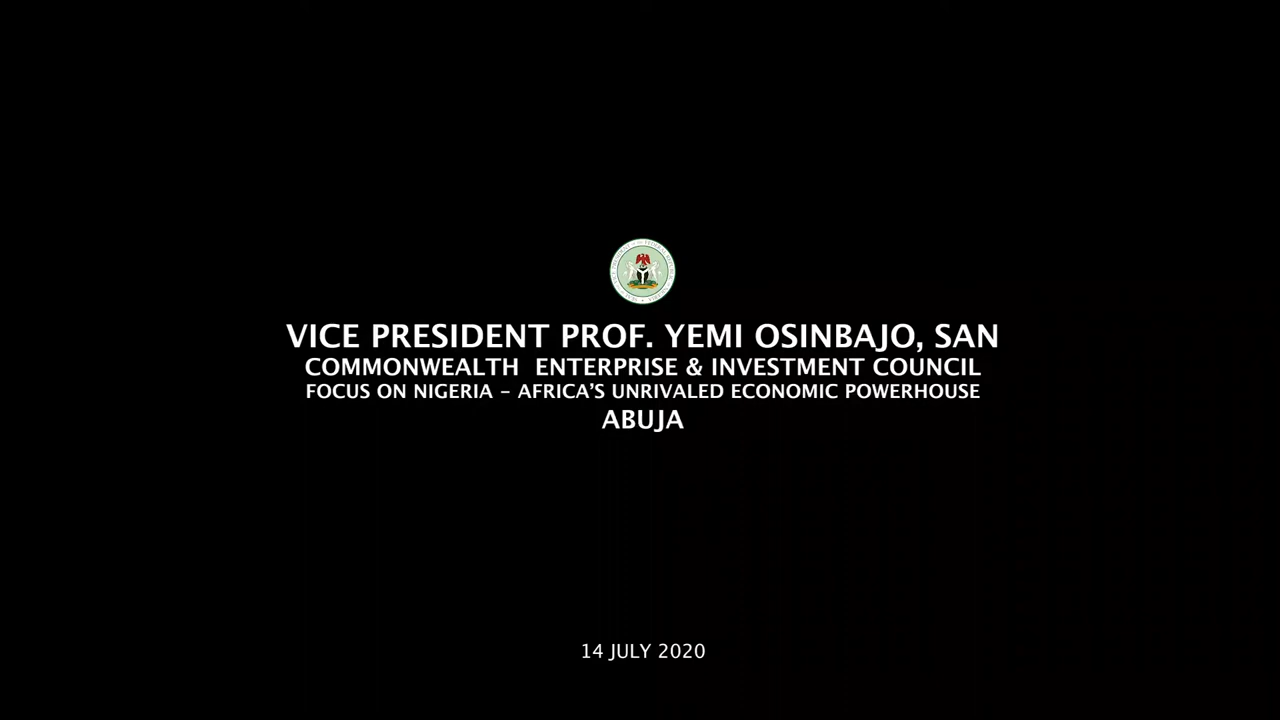 VICE PRESIDENT PROF. YEMI OSINBAJO, SAN
COMMONWEALTH ENTERPRISE & INVESTMENT COUNCIL
FOCUS ON NIGERIA – AFRICA’S UNRIVALED ECONOMIC POWERHOUSE
ABUJA
14 JULY 2020